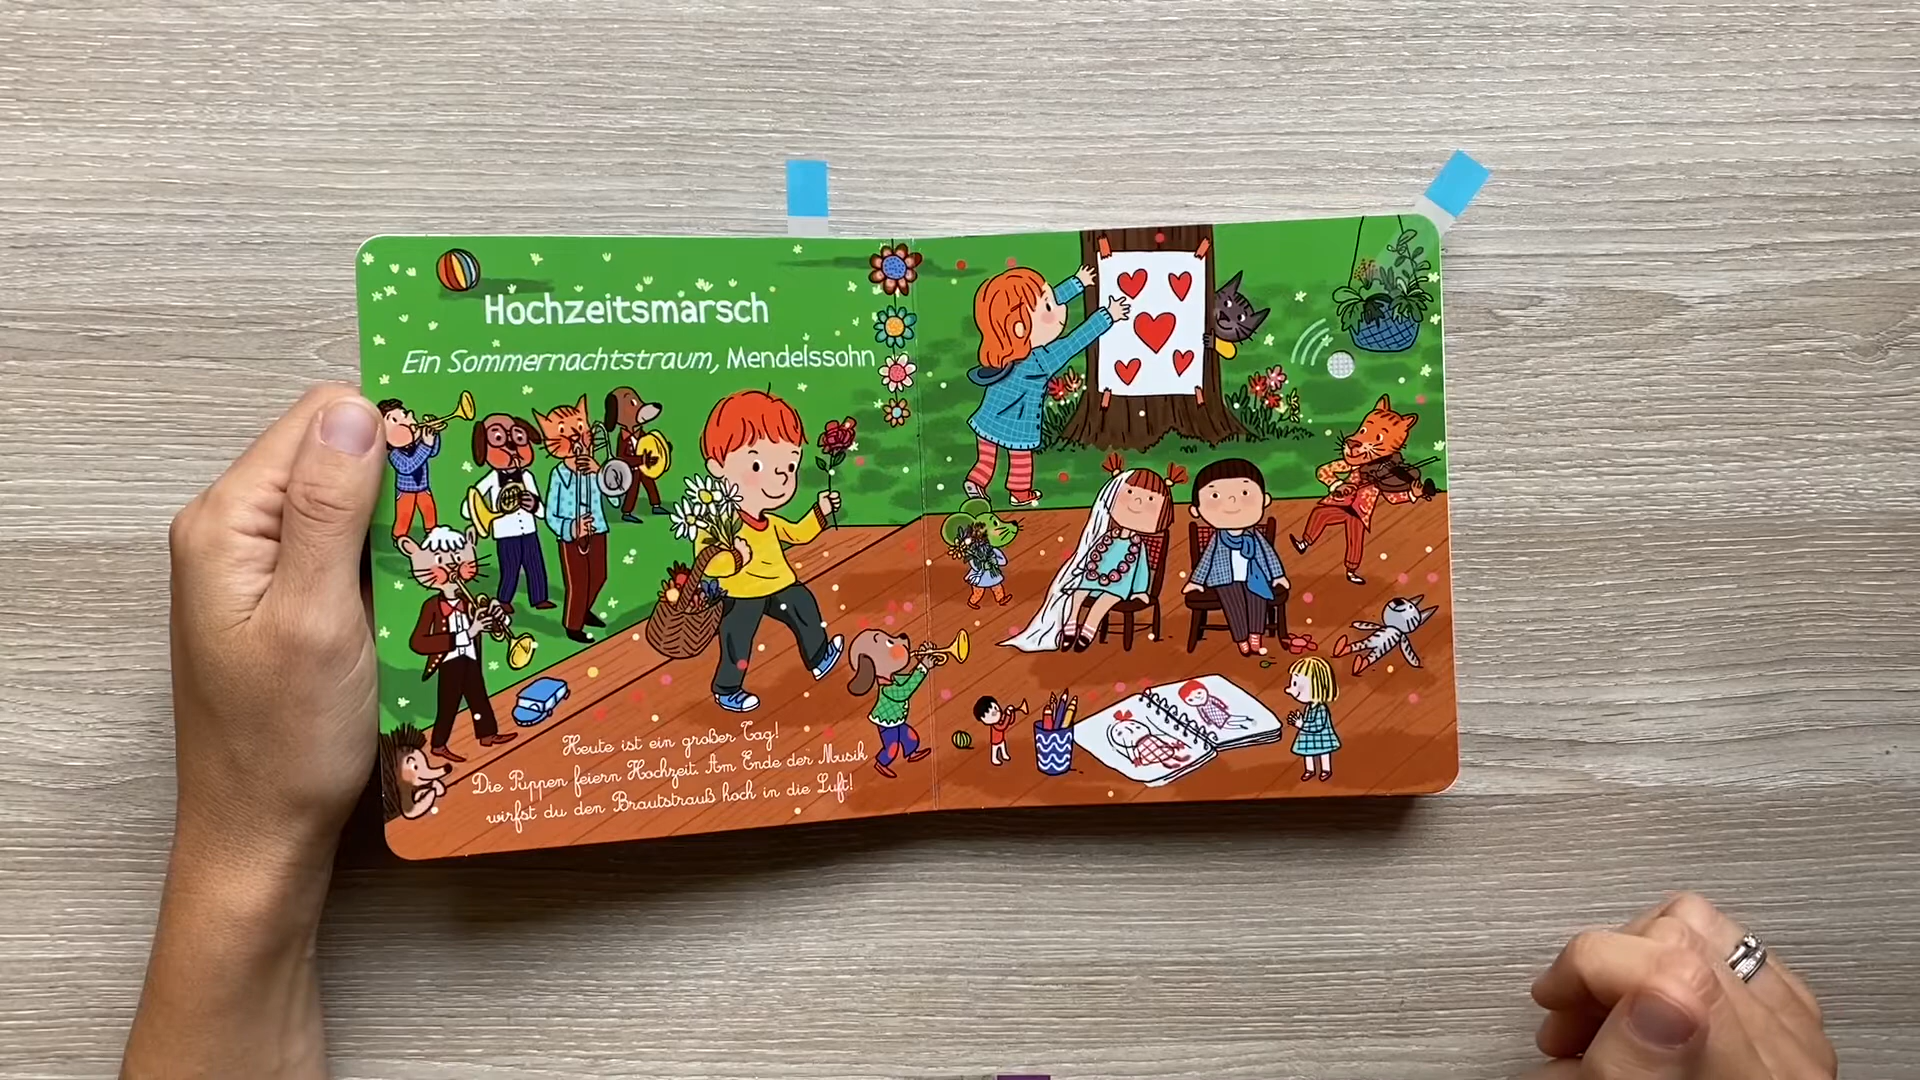 Hochzeitsmarsch
Ein Sommernachtstraum, Mendelssohn
Heute ist ein großer Tag!
Die Puppen feiern Hochzeit. Am Ende der Musik
wirfst du den Brautstrauß hoch in die Luft!